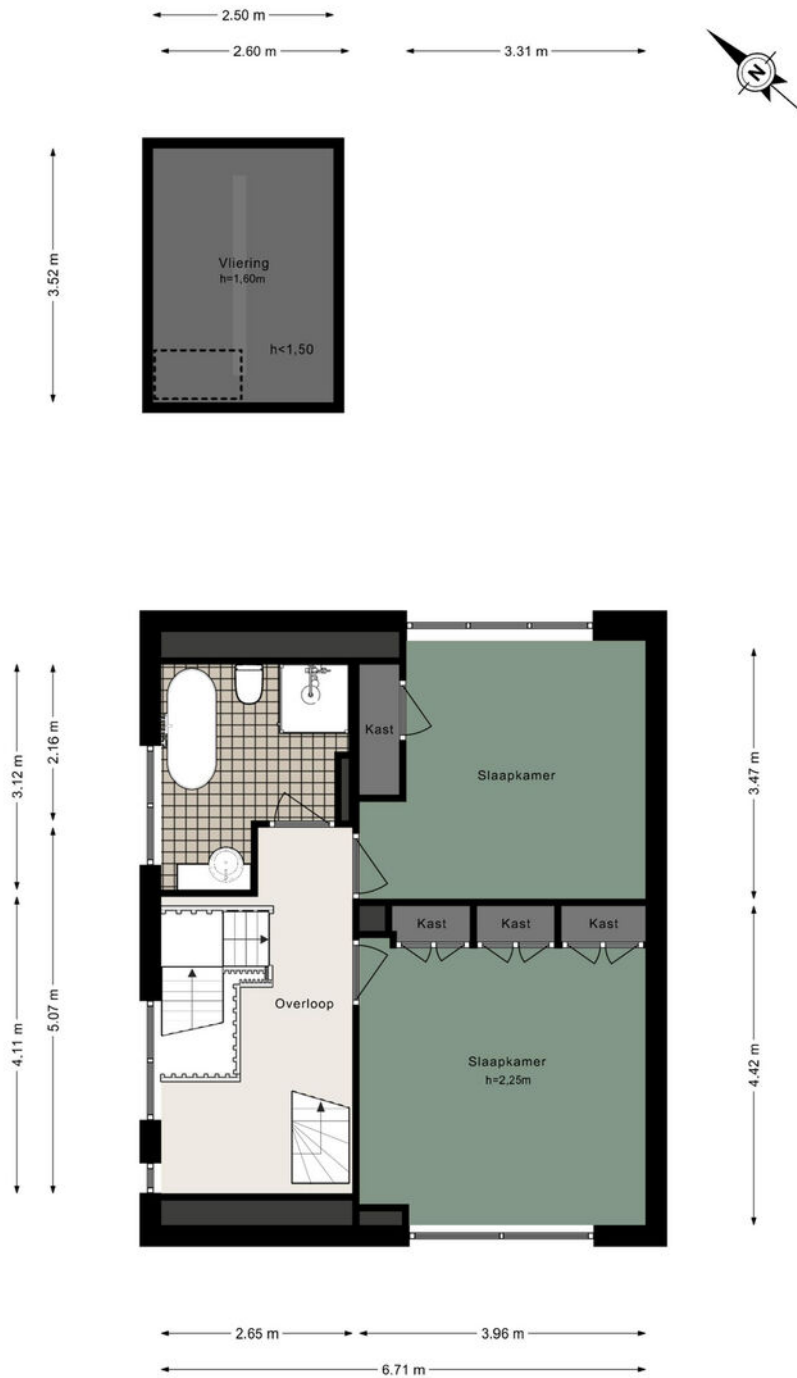 2.50 m
2.60 m
3.31 m
N
3.52 m
Vliering
h=1,60m
h<1,50
3.12 m
2.16 m
Kast
Slaapkamer
3.47 m
Kast
Kast
Kast
4.11 m
5.07 m
Overloop
Slaapkamer
h=2,25m
4.42 m
2.65 m
3.96 m
6.71 m